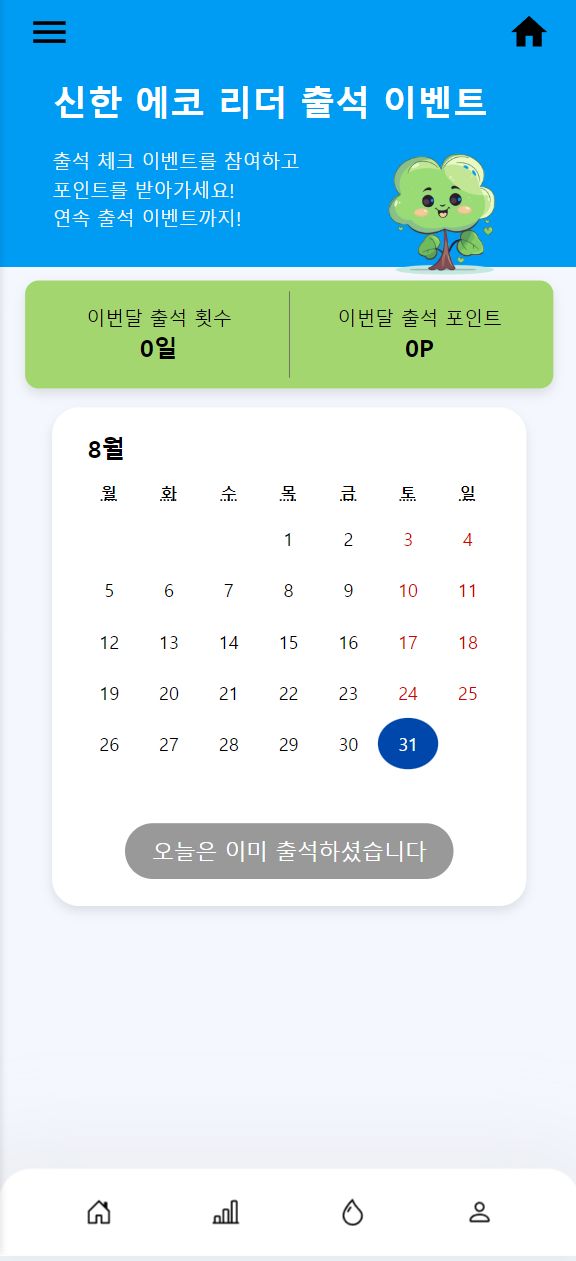 신한 에코 리더 출석 이벤트
출석 체크 이벤트를 참여하고
포인트를 받아가세요!
연속 출석 이벤트까지!
이번달 출석 횟수
0일
이번달 출석 포인트
0P
8월
월 화 수 목 금 토 일
1 2 3 4
5 6 7 8 9 10 11
12 13 14 15 16 17 18
19 20 21 22 23 24 25
26 27 28 29 30 31
오늘은 이미 출석하셨습니다